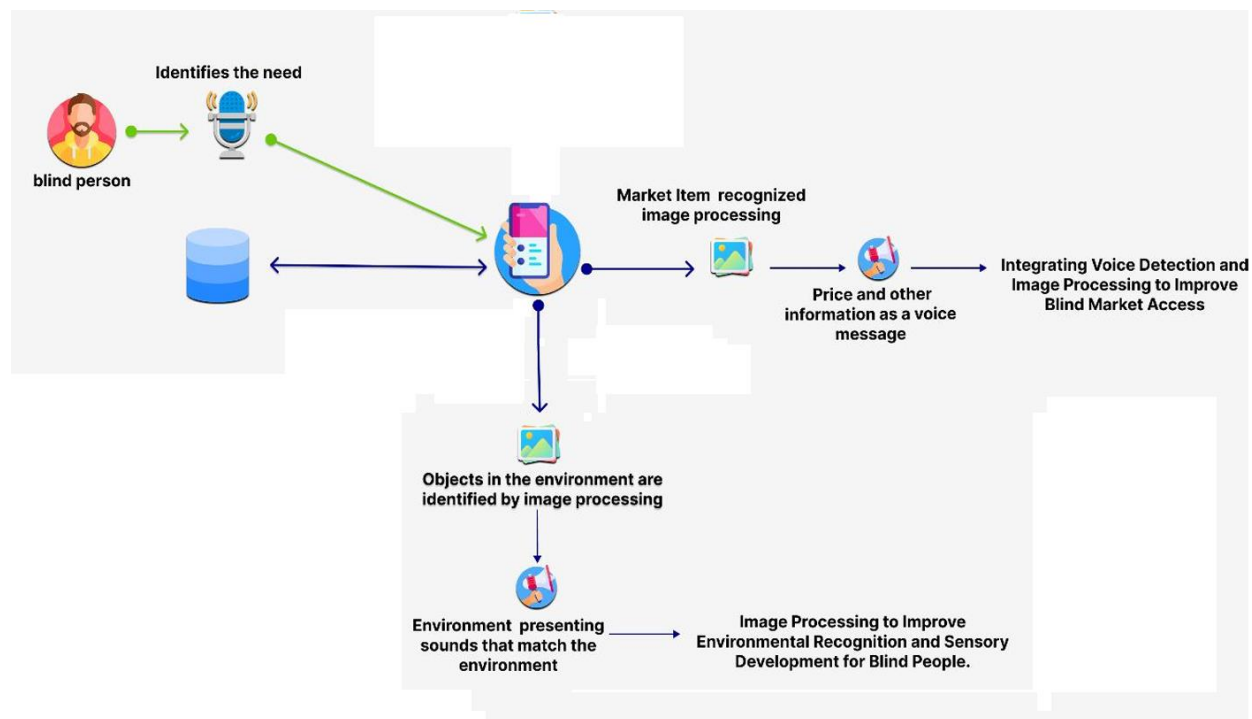 Identifies the need
blind person
Market Item recognized
image processing
Price and other
information as a voice
message
Integrating Voice Detection and
Image Processing to Improve
Blind Market Access
Objects in the environment are
identified by image processing
Environment presenting
sounds that match the
environment
Image Processing to Improve
Environmental Recognition and Sensory
Development for Blind People.